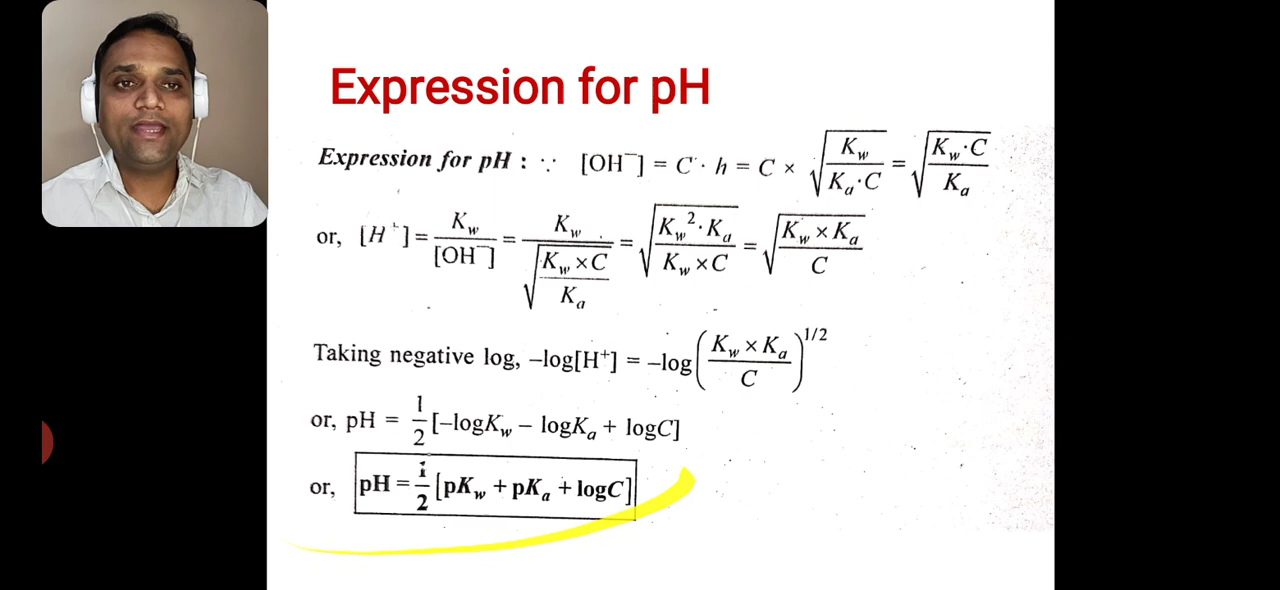 Expression for pH
Expression for pH : ∵ [OH⁻] = C · h = C × √(K_w / K_a·C) = √(K_w·C / K_a)
or, [H⁺] = K_w / [OH⁻] = K_w / √(K_w × C / K_a) = √(K_w²·K_a / K_w × C) = √(K_w × K_a / C)
Taking negative log, –log[H⁺] = –log(K_w × K_a / C)^1/2
or, pH = 1/2 [–logK_w – logK_a + logC]
or, pH = 1/2 [pK_w + pK_a + logC]